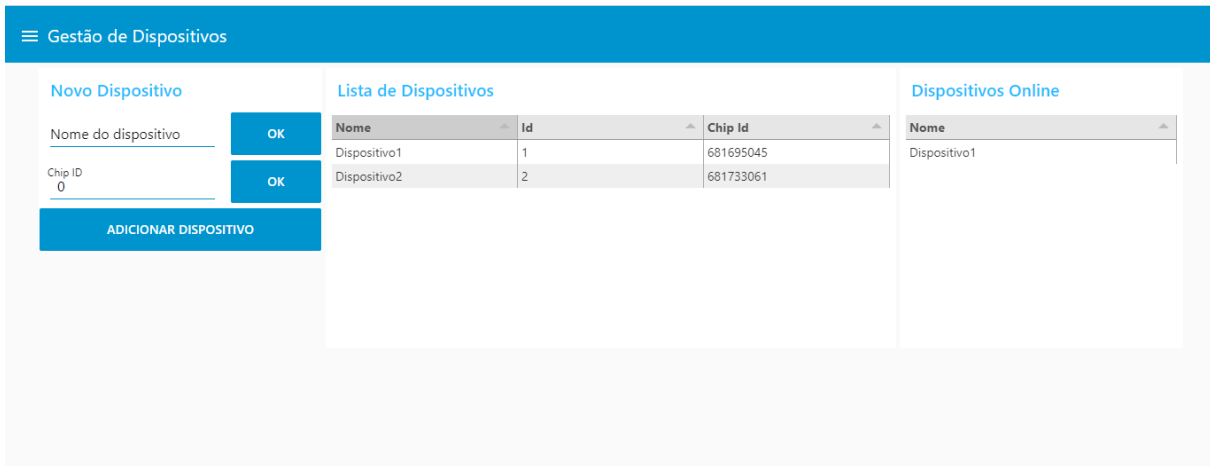 Gestão de Dispositivos
Novo Dispositivo
Nome do dispositivo OK
Chip ID
0 OK
ADICIONAR DISPOSITIVO
Lista de Dispositivos
Nome Id Chip Id
Dispositivo1 1 681695045
Dispositivo2 2 681733061
Dispositivos Online
Nome
Dispositivo1